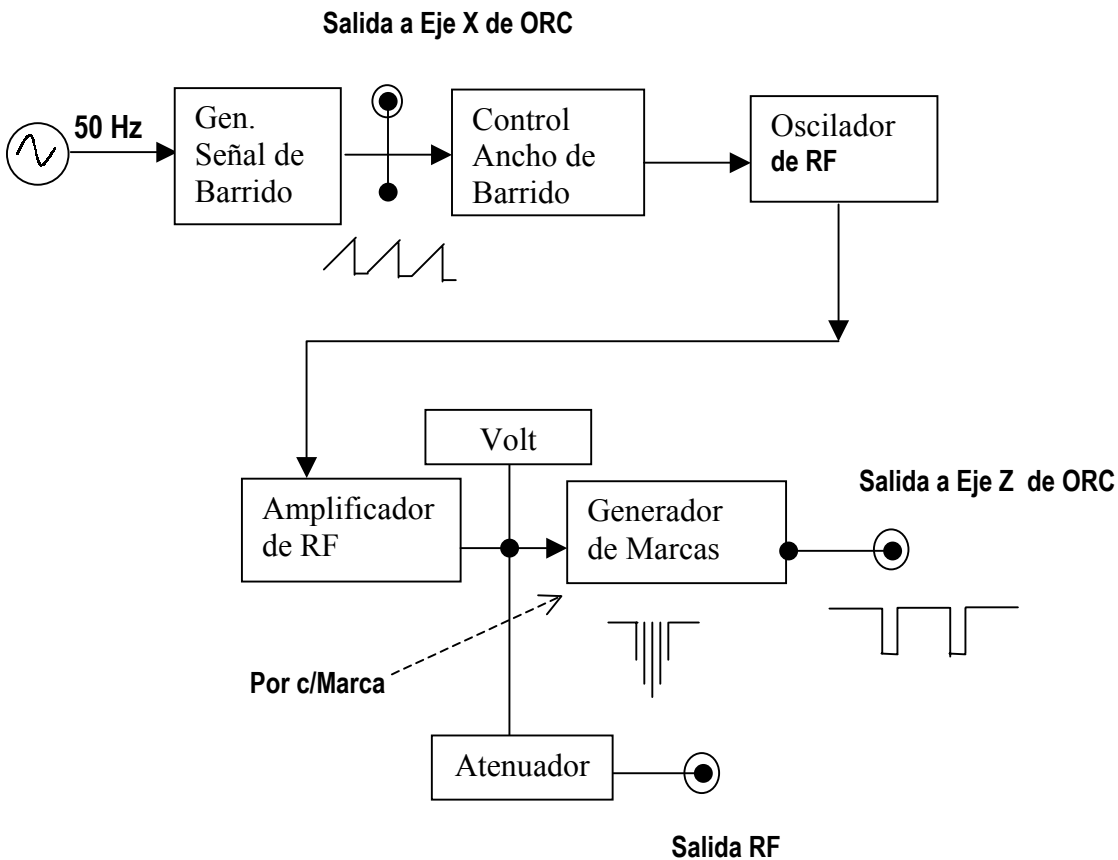 Salida a Eje X de ORC
50 Hz
Gen.
Señal de
Barrido
Control
Ancho de
Barrido
Oscilador
de RF
Volt
Amplificador
de RF
Generador
de Marcas
Salida a Eje Z de ORC
Por c/Marca
Atenuador
Salida RF